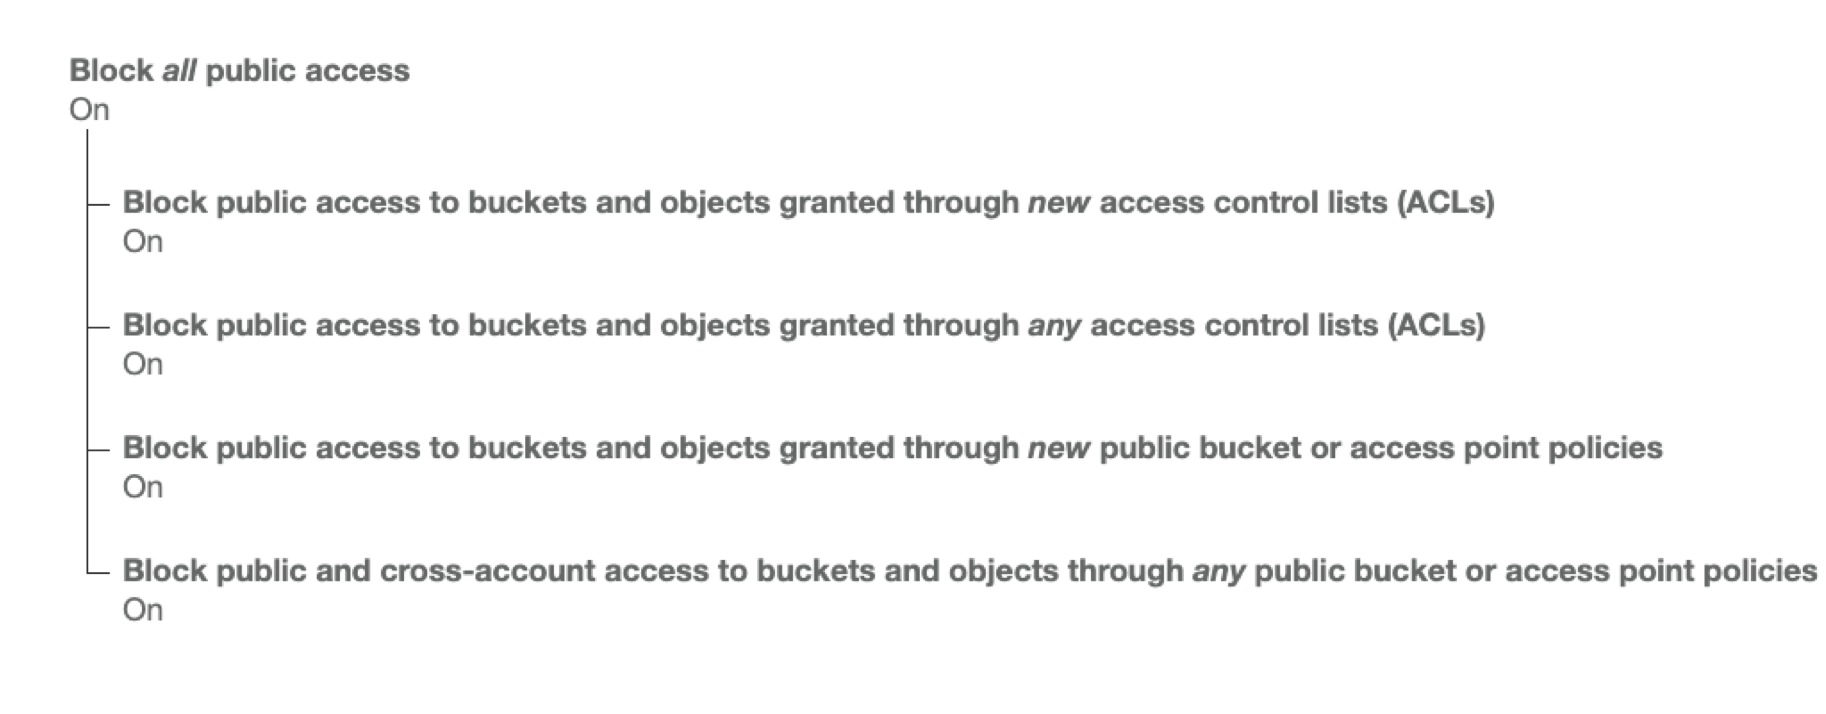 Block all public access
On
Block public access to buckets and objects granted through new access control lists (ACLs)
On
Block public access to buckets and objects granted through any access control lists (ACLs)
On
Block public access to buckets and objects granted through new public bucket or access point policies
On
Block public and cross-account access to buckets and objects through any public bucket or access point policies
On